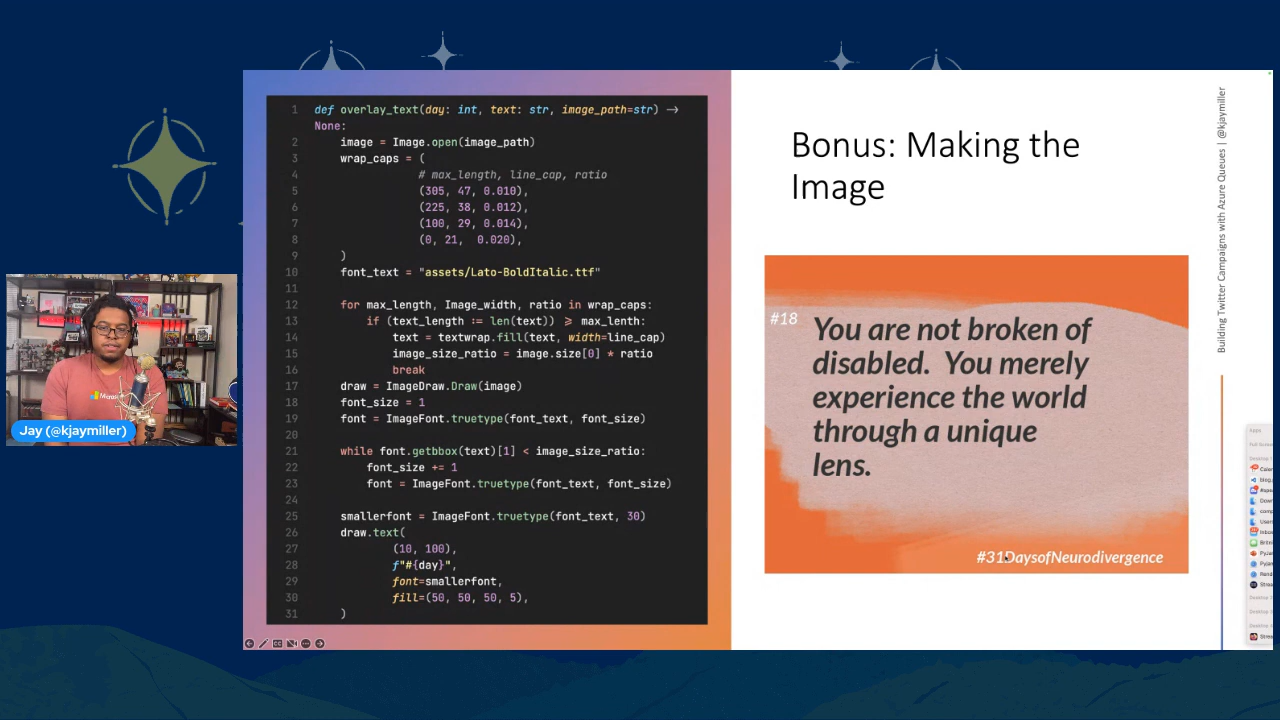 1 def overlay_text(day: int, text: str, image_path=str) →
None:
2 image = Image.open(image_path)
3 wrap_caps = (
4 # max_length, line_cap, ratio
5 (305, 47, 0.010),
6 (225, 38, 0.012),
7 (100, 29, 0.014),
8 (0, 21, 0.020),
9 )
10 font_text = "assets/Lato-BoldItalic.ttf"
11
12 for max_length, Image_width, ratio in wrap_caps:
13 if (text_length := len(text)) ≥ max_lenth:
14 text = textwrap.fill(text, width=line_cap)
15 image_size_ratio = image.size[0] * ratio
16 break
17 draw = ImageDraw.Draw(image)
18 font_size = 1
19 font = ImageFont.truetype(font_text, font_size)
20
21 while font.getbbox(text)[1] < image_size_ratio:
22 font_size += 1
23 font = ImageFont.truetype(font_text, font_size)
24
25 smallerfont = ImageFont.truetype(font_text, 30)
26 draw.text(
27 (10, 100),
28 f"#{day}",
29 font=smallerfont,
30 fill=(50, 50, 50, 5),
31 )
Bonus: Making the
Image
#18
You are not broken of
disabled. You merely
experience the world
through a unique
lens.
#31DaysofNeurodivergence
Building Twitter Campaigns with Azure Queues | @kjaymiller
Jay (@kjaymiller)